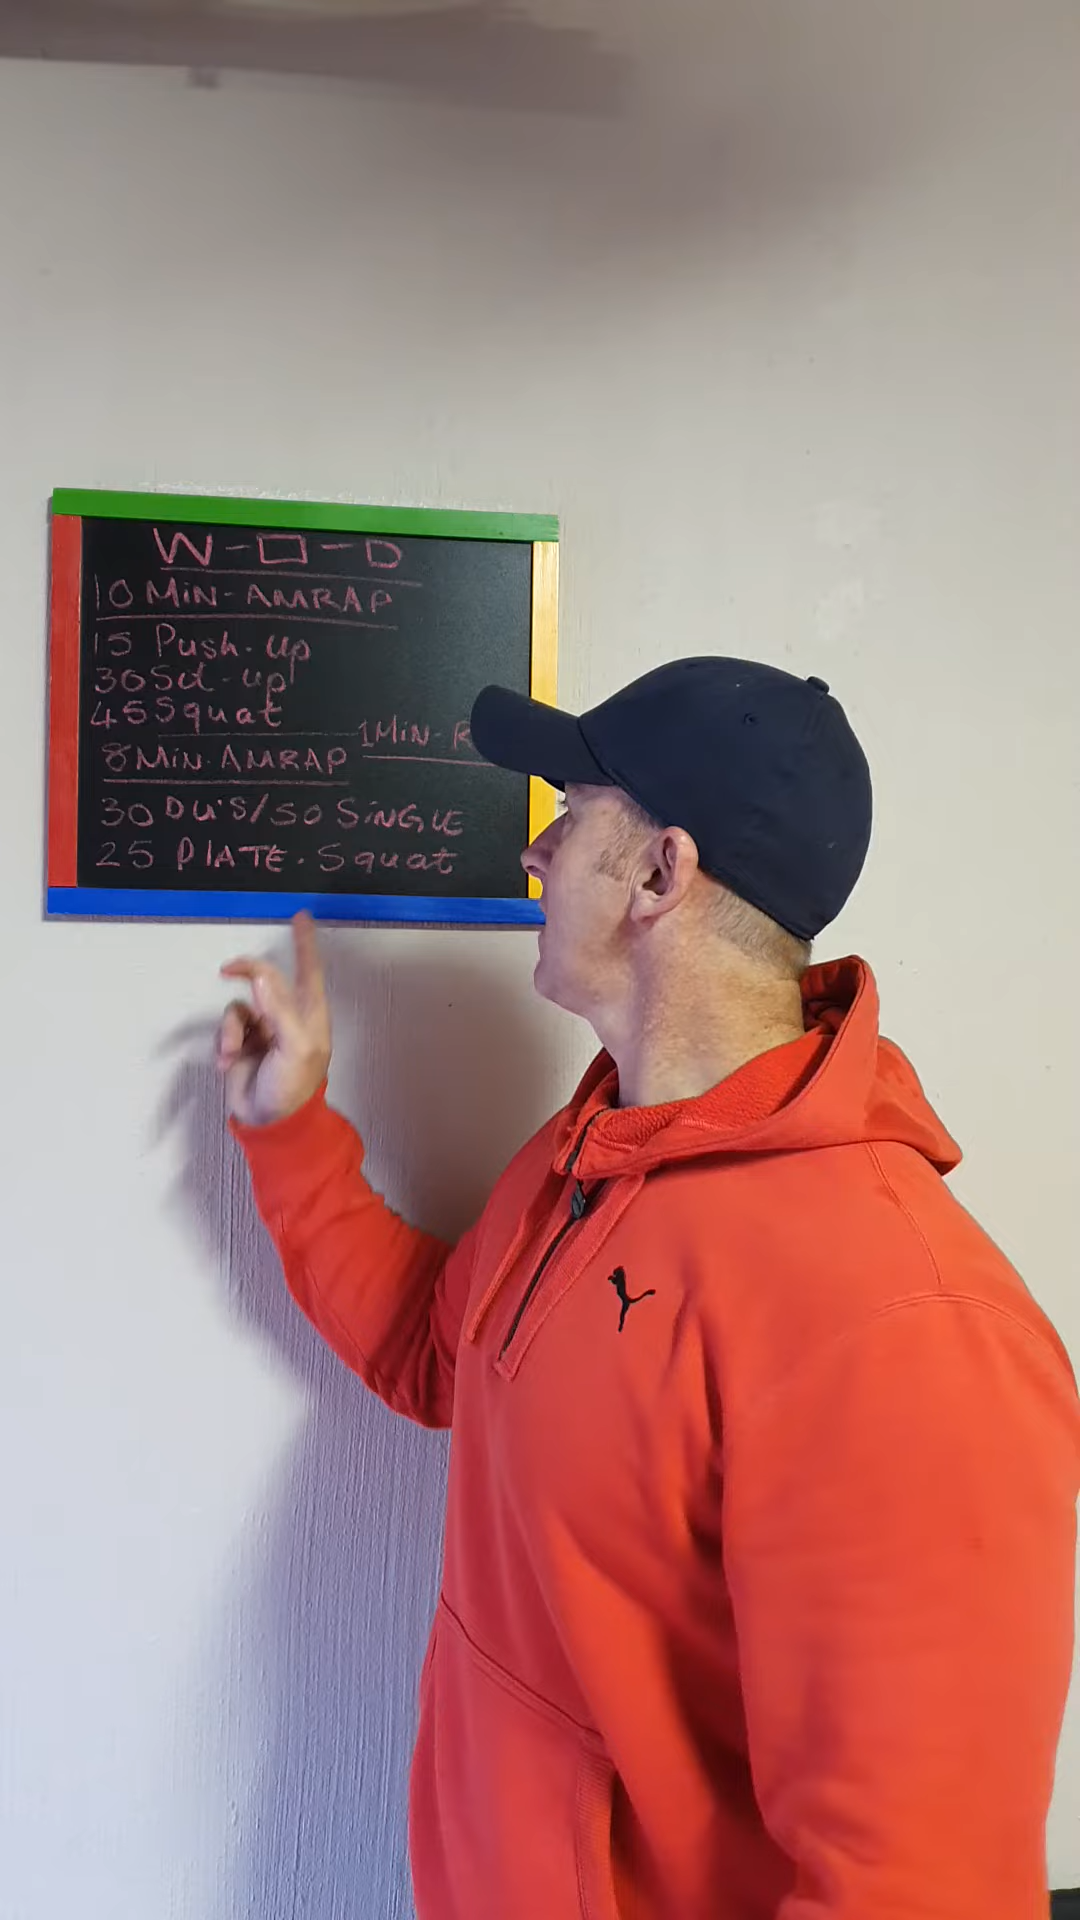 W-O-D
10 MiN-AMRAP
15 Push-up
30 Sit-up
45 Squat
1 MiN-R
8 MiN.AMRAP
30 DU'S/50 SiNGLE
25 PLATE.Squat